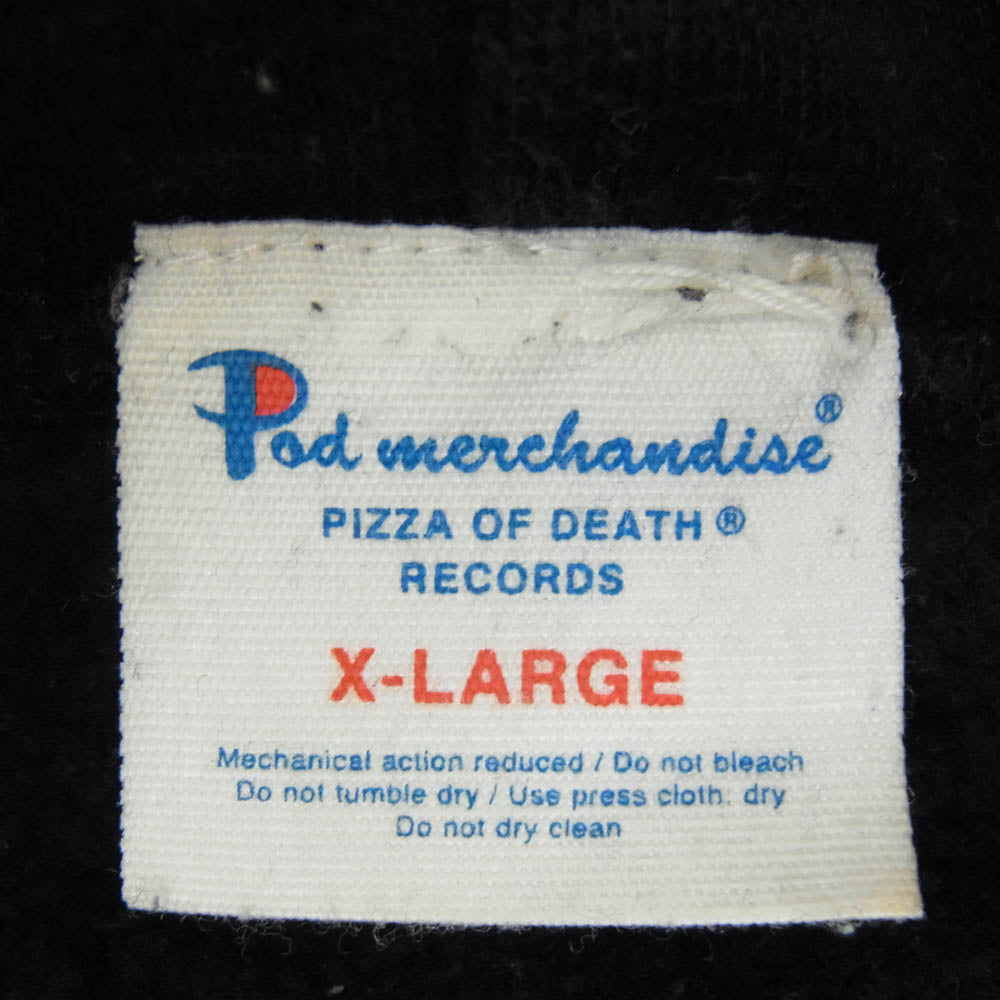 Pod merchandise®
PIZZA OF DEATH®
RECORDS
X-LARGE
Mechanical action reduced / Do not bleach
Do not tumble dry / Use press cloth: dry
Do not dry clean